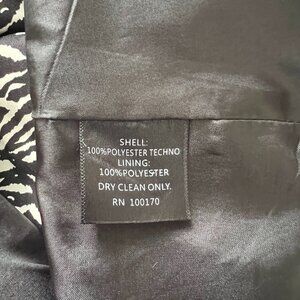 SHELL:
100%POLYESTER TECHNO
LINING:
100%POLYESTER
DRY CLEAN ONLY.
RN 100170